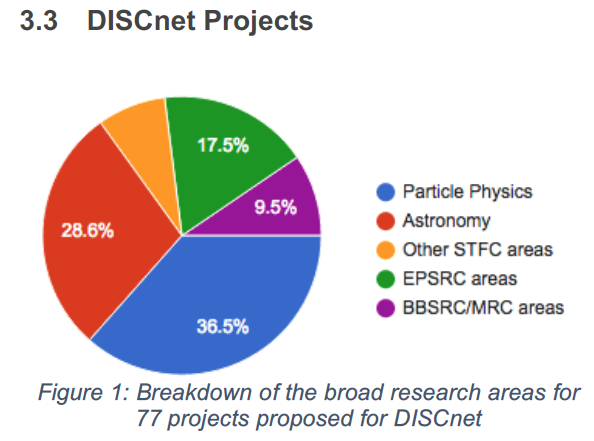 3.3 DISCnet Projects
17.5%
9.5%
28.6%
36.5%
Particle Physics
Astronomy
Other STFC areas
EPSRC areas
BBSRC/MRC areas
Figure 1: Breakdown of the broad research areas for
77 projects proposed for DISCnet